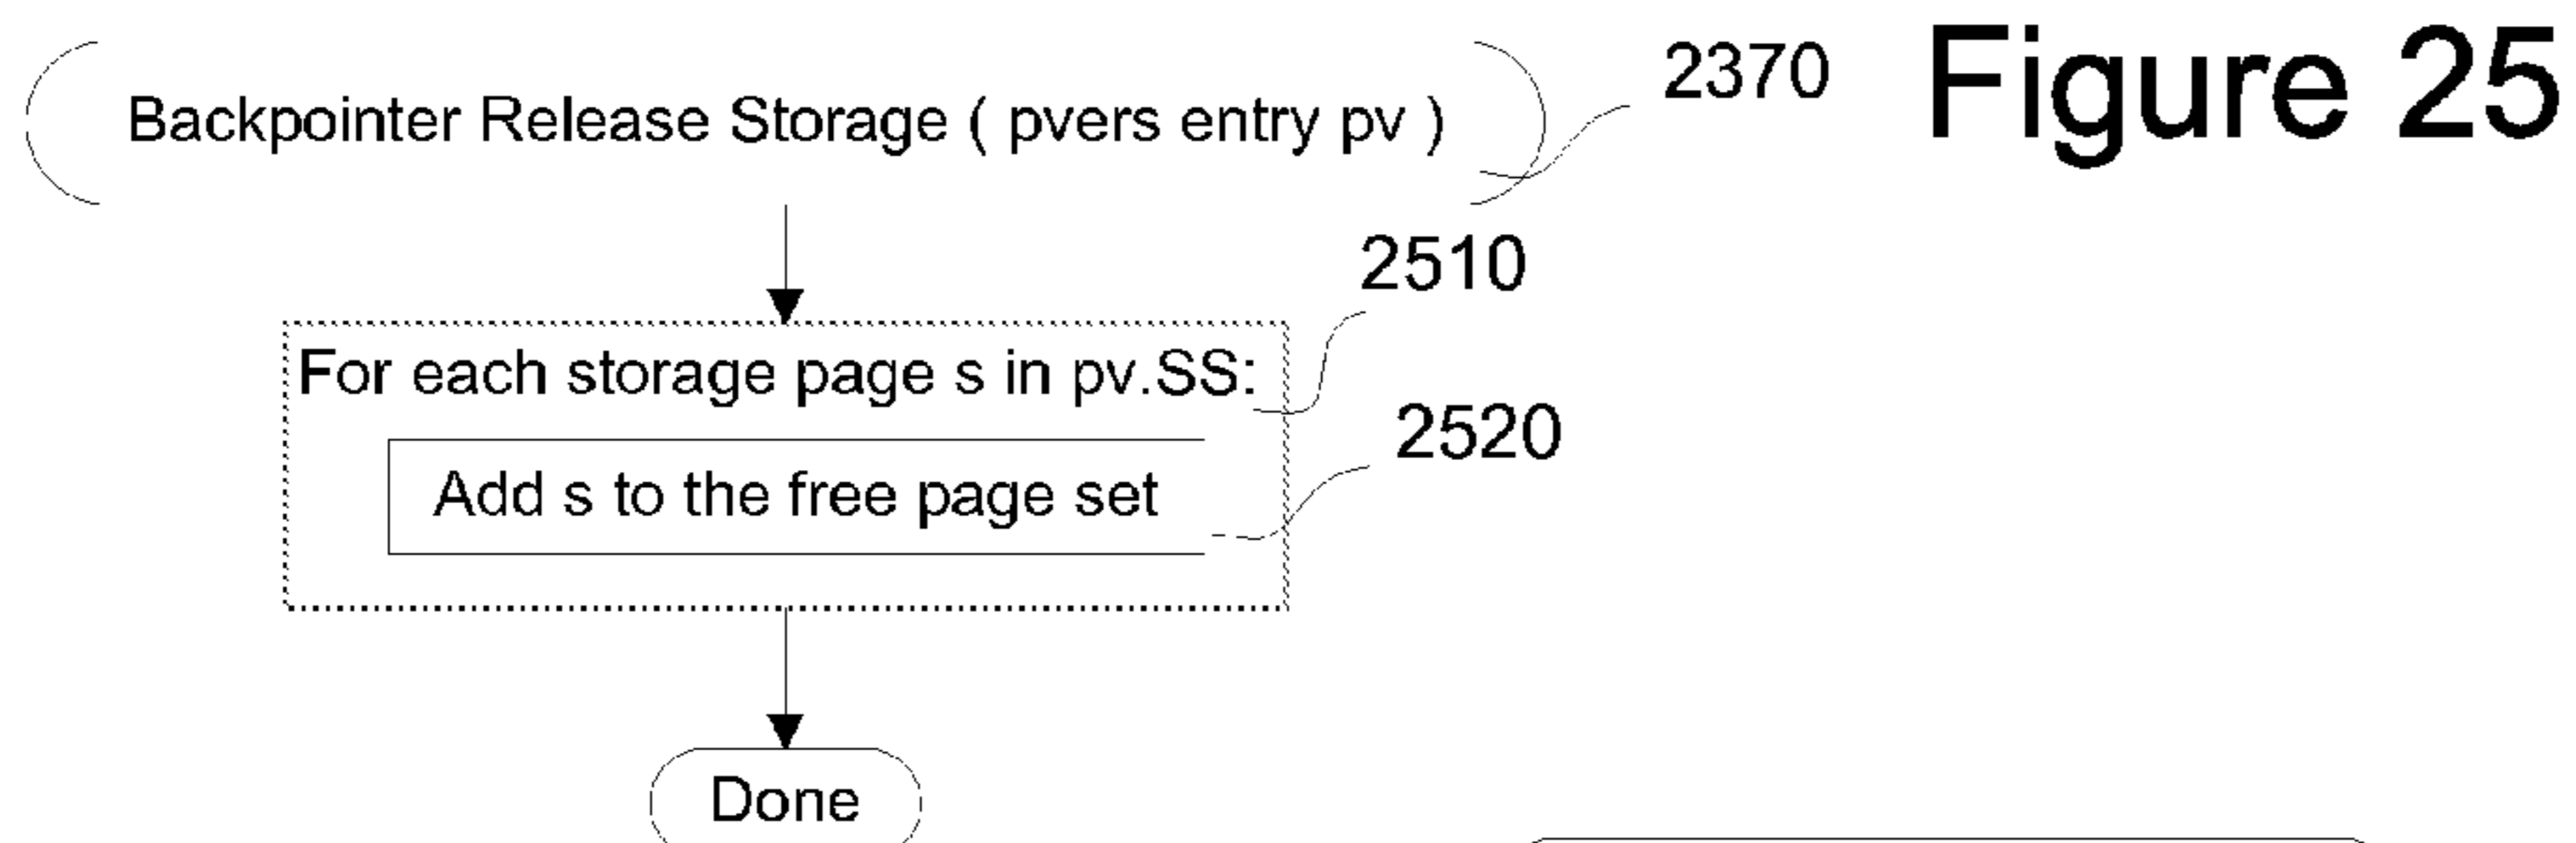 Figure 25
Backpointer Release Storage ( pvers entry pv )
2370
2510
For each storage page s in pv.SS:
2520
Add s to the free page set
Done